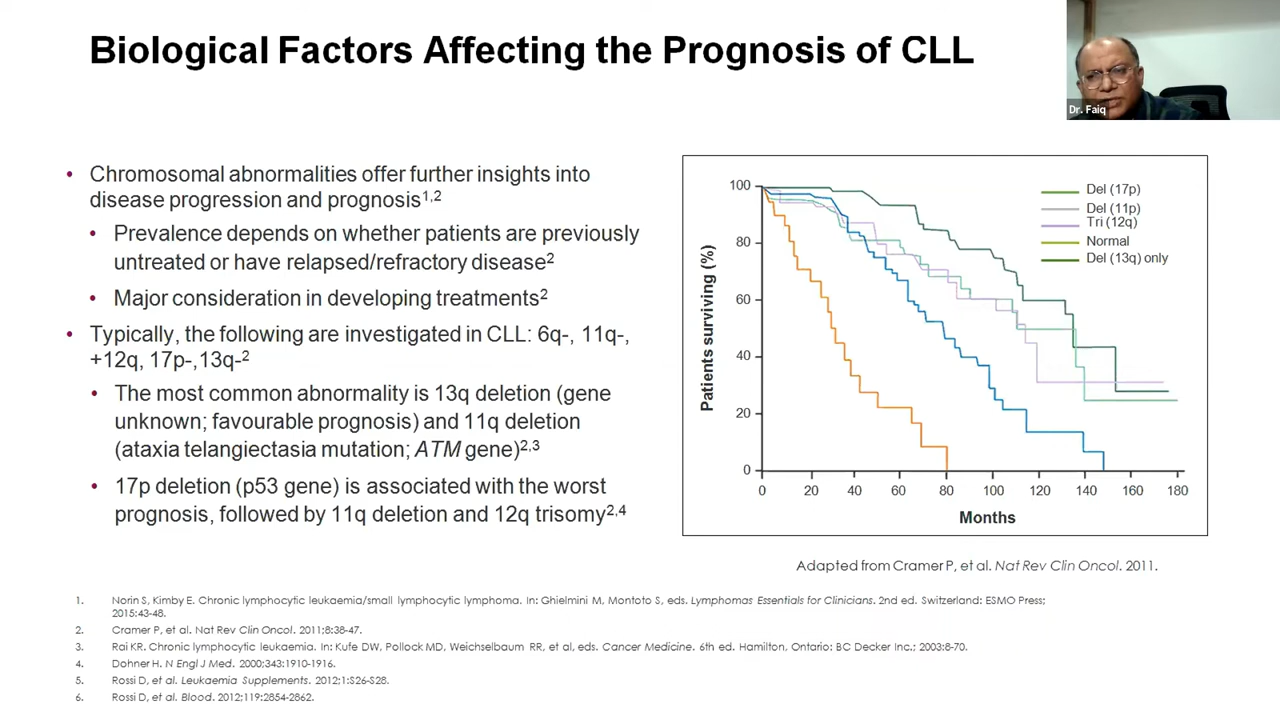 Biological Factors Affecting the Prognosis of CLL
Dr. Faiq
• Chromosomal abnormalities offer further insights into
disease progression and prognosis1,2
• Prevalence depends on whether patients are previously
untreated or have relapsed/refractory disease2
• Major consideration in developing treatments2
• Typically, the following are investigated in CLL: 6q-, 11q-,
+12q, 17p-,13q-2
• The most common abnormality is 13q deletion (gene
unknown; favourable prognosis) and 11q deletion
(ataxia telangiectasia mutation; ATM gene)2,3
• 17p deletion (p53 gene) is associated with the worst
prognosis, followed by 11q deletion and 12q trisomy2,4
Patients surviving (%)
100
80
60
40
20
0
0 20 40 60 80 100 120 140 160 180
Months
Del (17p)
Del (11p)
Tri (12q)
Normal
Del (13q) only
Adapted from Cramer P, et al. Nat Rev Clin Oncol. 2011.
1. Norin S, Kimby E. Chronic lymphocytic leukaemia/small lymphocytic lymphoma. In: Ghielmini M, Montoto S, eds. Lymphomas Essentials for Clinicians. 2nd ed. Switzerland: ESMO Press;
2015:43-48.
2. Cramer P, et al. Nat Rev Clin Oncol. 2011;8:38-47.
3. Rai KR. Chronic lymphocytic leukaemia. In: Kufe DW, Pollock MD, Weichselbaum RR, et al, eds. Cancer Medicine. 6th ed. Hamilton, Ontario: BC Decker Inc.; 2003:8-70.
4. Dohner H. N Engl J Med. 2000;343:1910-1916.
5. Rossi D, et al. Leukaemia Supplements. 2012;1:S26-S28.
6. Rossi D, et al. Blood. 2012;119:2854-2862.